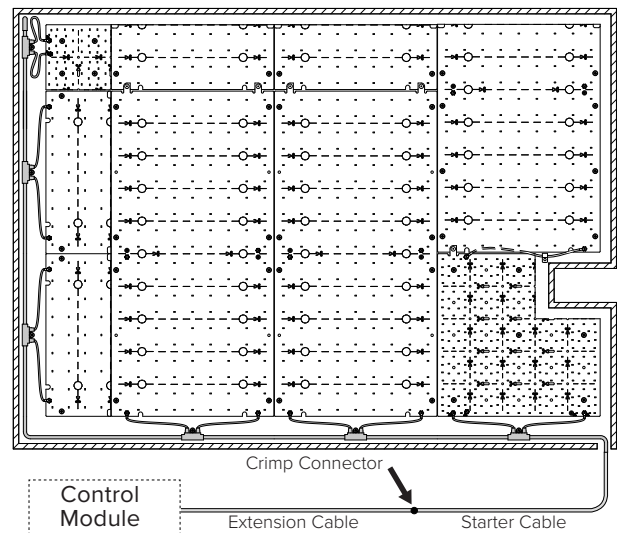 Crimp Connector
Control
Module
Extension Cable
Starter Cable